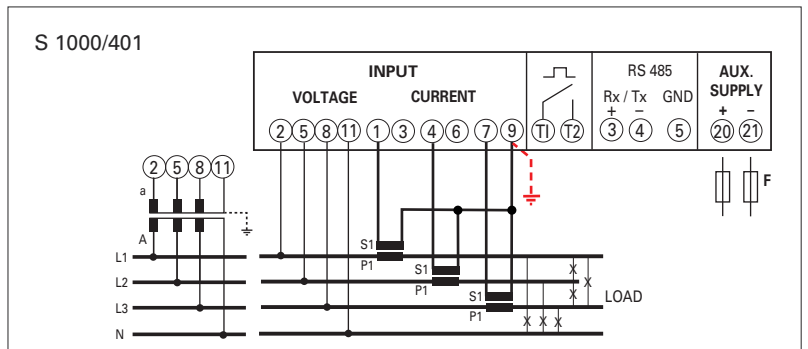 S 1000/401
INPUT
RS 485
AUX.
SUPPLY
VOLTAGE CURRENT
Rx / Tx GND
+ – + –
2 5 8 11 1 3 4 6 7 9 T1 T2 3 4 5 20 21
2 5 8 11
a
F
A
L1
L2
L3
N
S1
P1
S1
P1
S1
P1
LOAD
X
X
X
X X X